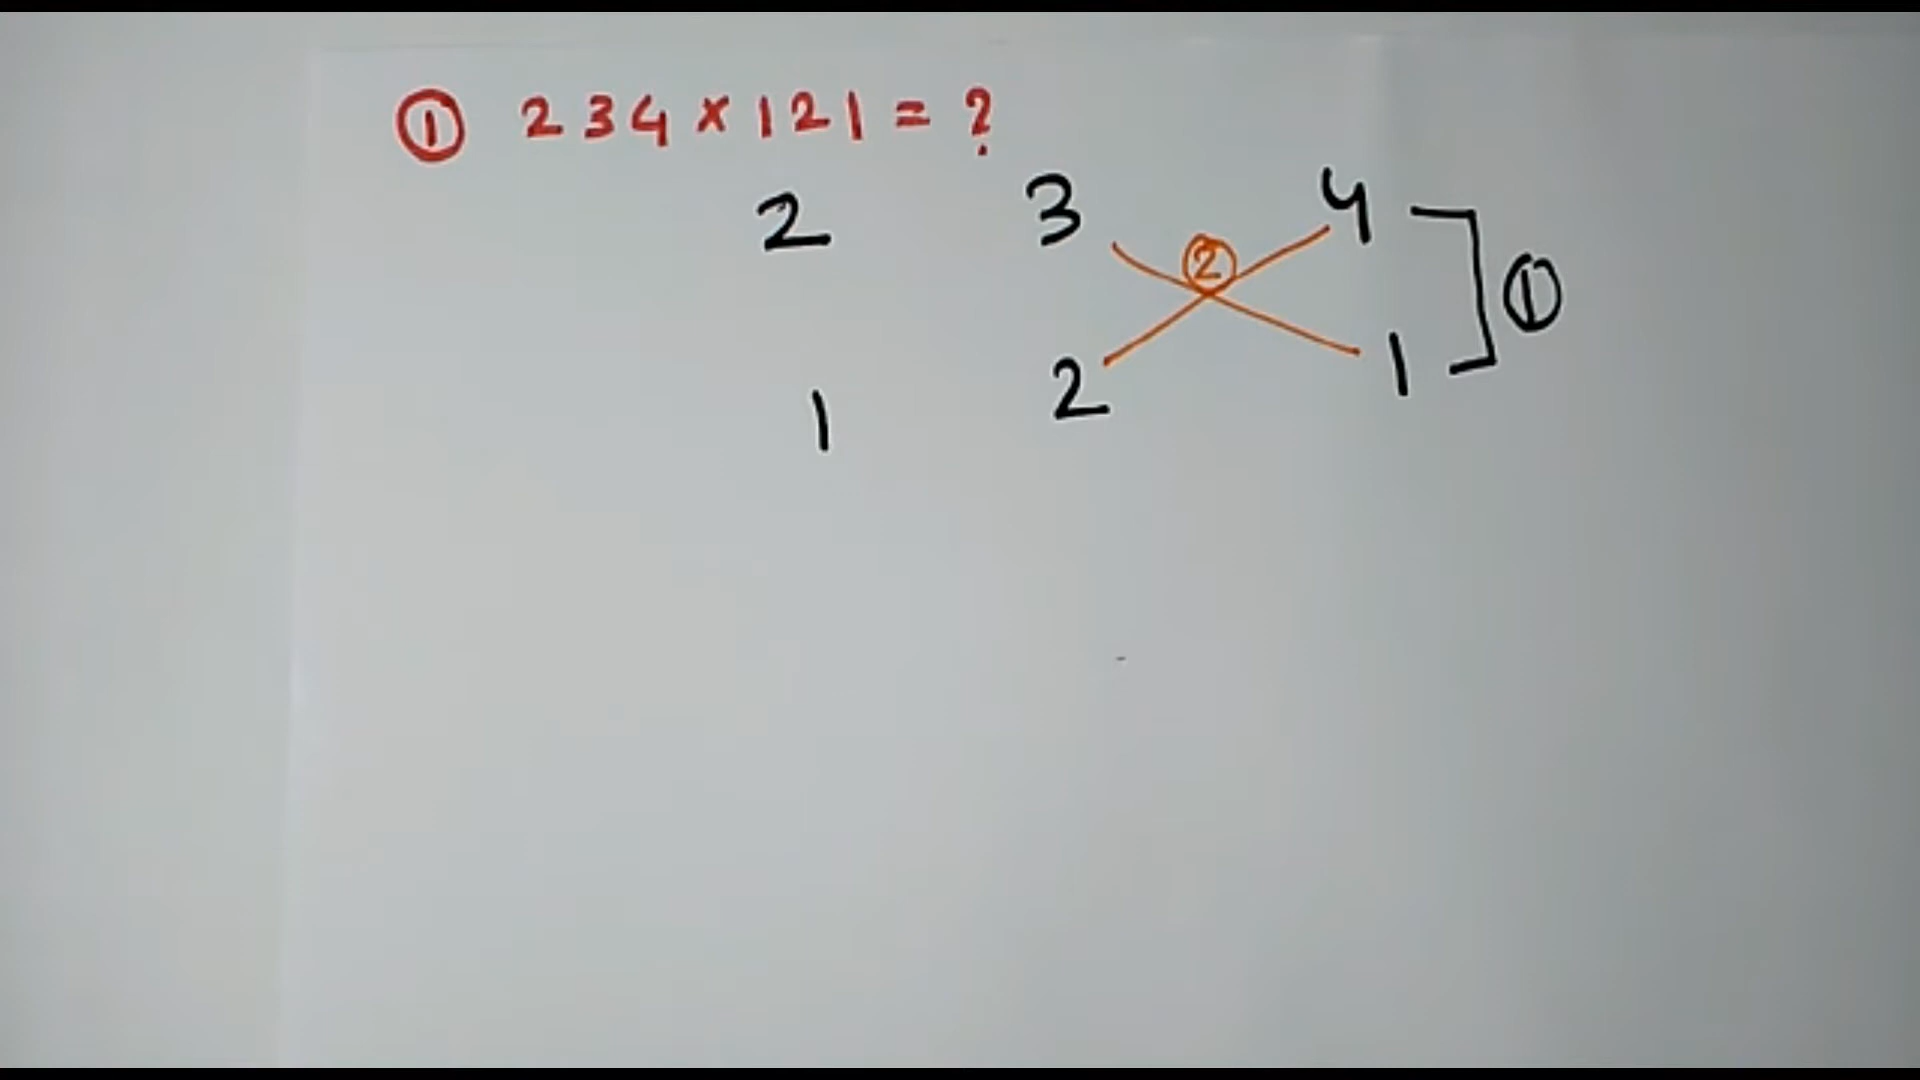 ① 234×121=?
2 3 4
② ①
1 2 1